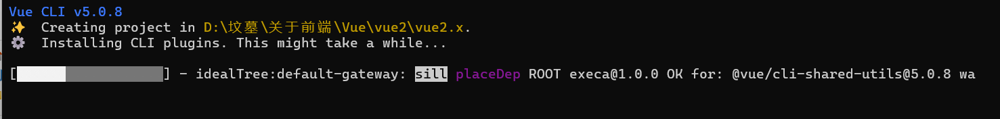 Vue CLI v5.0.8
✨ Creating project in D:\坟墓\关于前端\Vue\vue2\vue2.x.
⚙ Installing CLI plugins. This might take a while...
[ ] - idealTree:default-gateway: sill placeDep ROOT execa@1.0.0 OK for: @vue/cli-shared-utils@5.0.8 wa